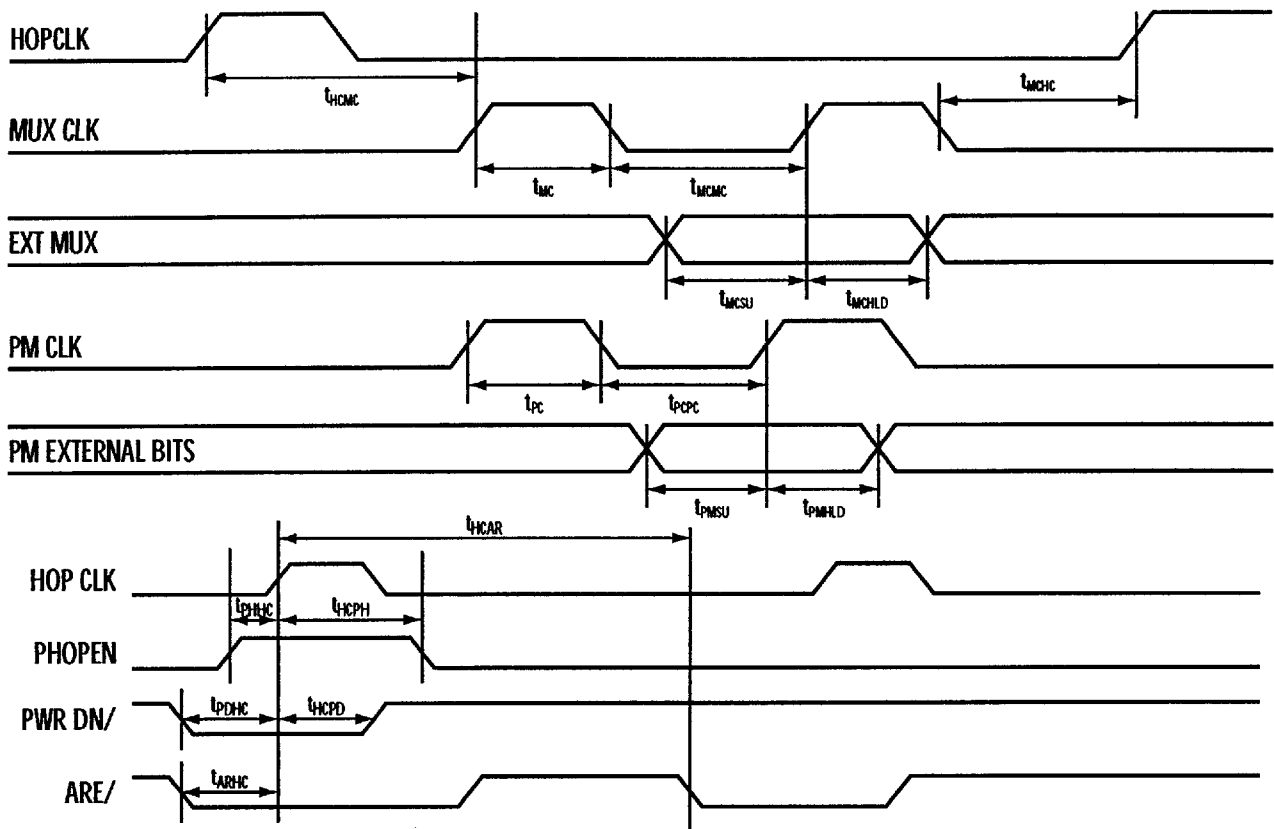 HOPCLK
tHCMC
tMCHC
MUX CLK
tMC
tMCMC
EXT MUX
tMCSU
tMCHLD
PM CLK
tPC
tPCPC
PM EXTERNAL BITS
tPMSU
tPMHLD
tHCAR
HOP CLK
tPHHC
tHCPH
PHOPEN
PWR DN/
tPDHC
tHCPD
ARE/
tARHC